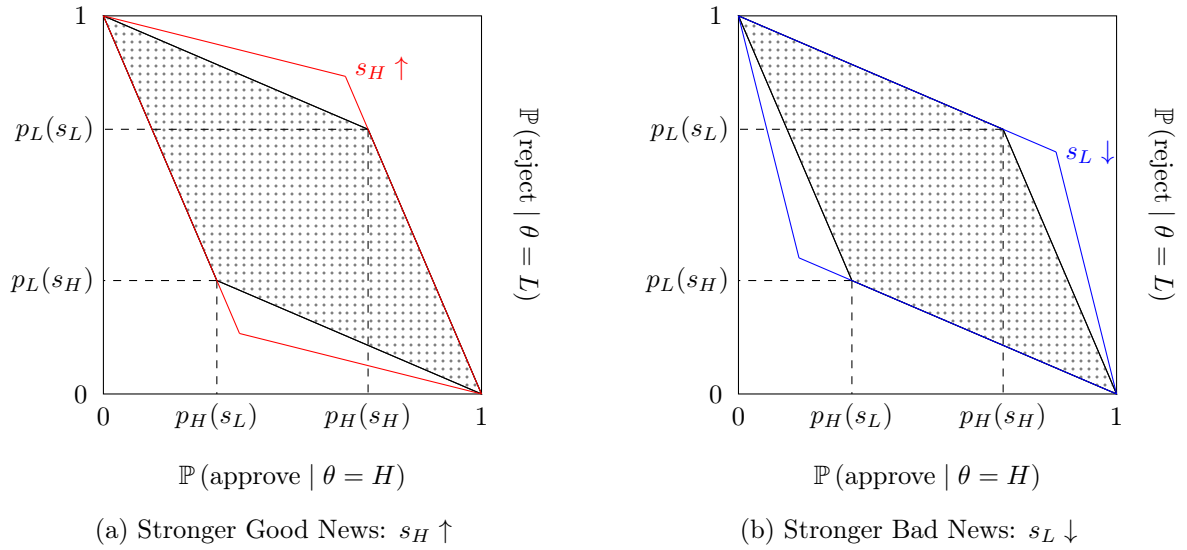 1
p_L(s_L)
p_L(s_H)
0
0
p_H(s_L)
p_H(s_H)
1
s_H ↑
ℙ (reject | θ = L)
ℙ (approve | θ = H)
(a) Stronger Good News: s_H ↑
1
p_L(s_L)
p_L(s_H)
0
0
p_H(s_L)
p_H(s_H)
1
s_L ↓
ℙ (reject | θ = L)
ℙ (approve | θ = H)
(b) Stronger Bad News: s_L ↓